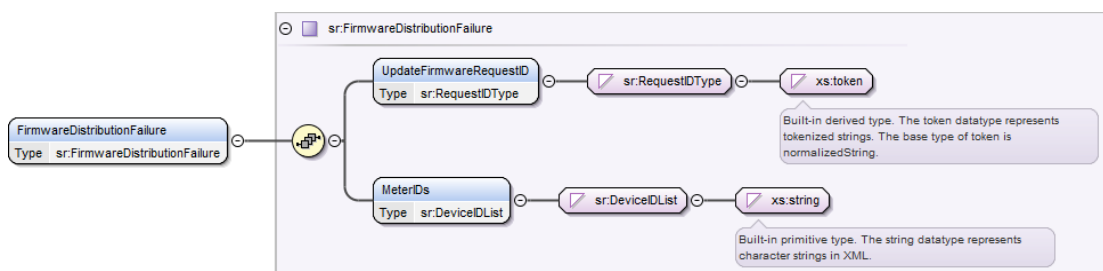 sr:FirmwareDistributionFailure
UpdateFirmwareRequestID
Type sr:RequestIDType
sr:RequestIDType
xs:token
Built-in derived type. The token datatype represents
tokenized strings. The base type of token is
normalizedString.
FirmwareDistributionFailure
Type sr:FirmwareDistributionFailure
MeterIDs
Type sr:DeviceIDList
sr:DeviceIDList
xs:string
Built-in primitive type. The string datatype represents
character strings in XML.